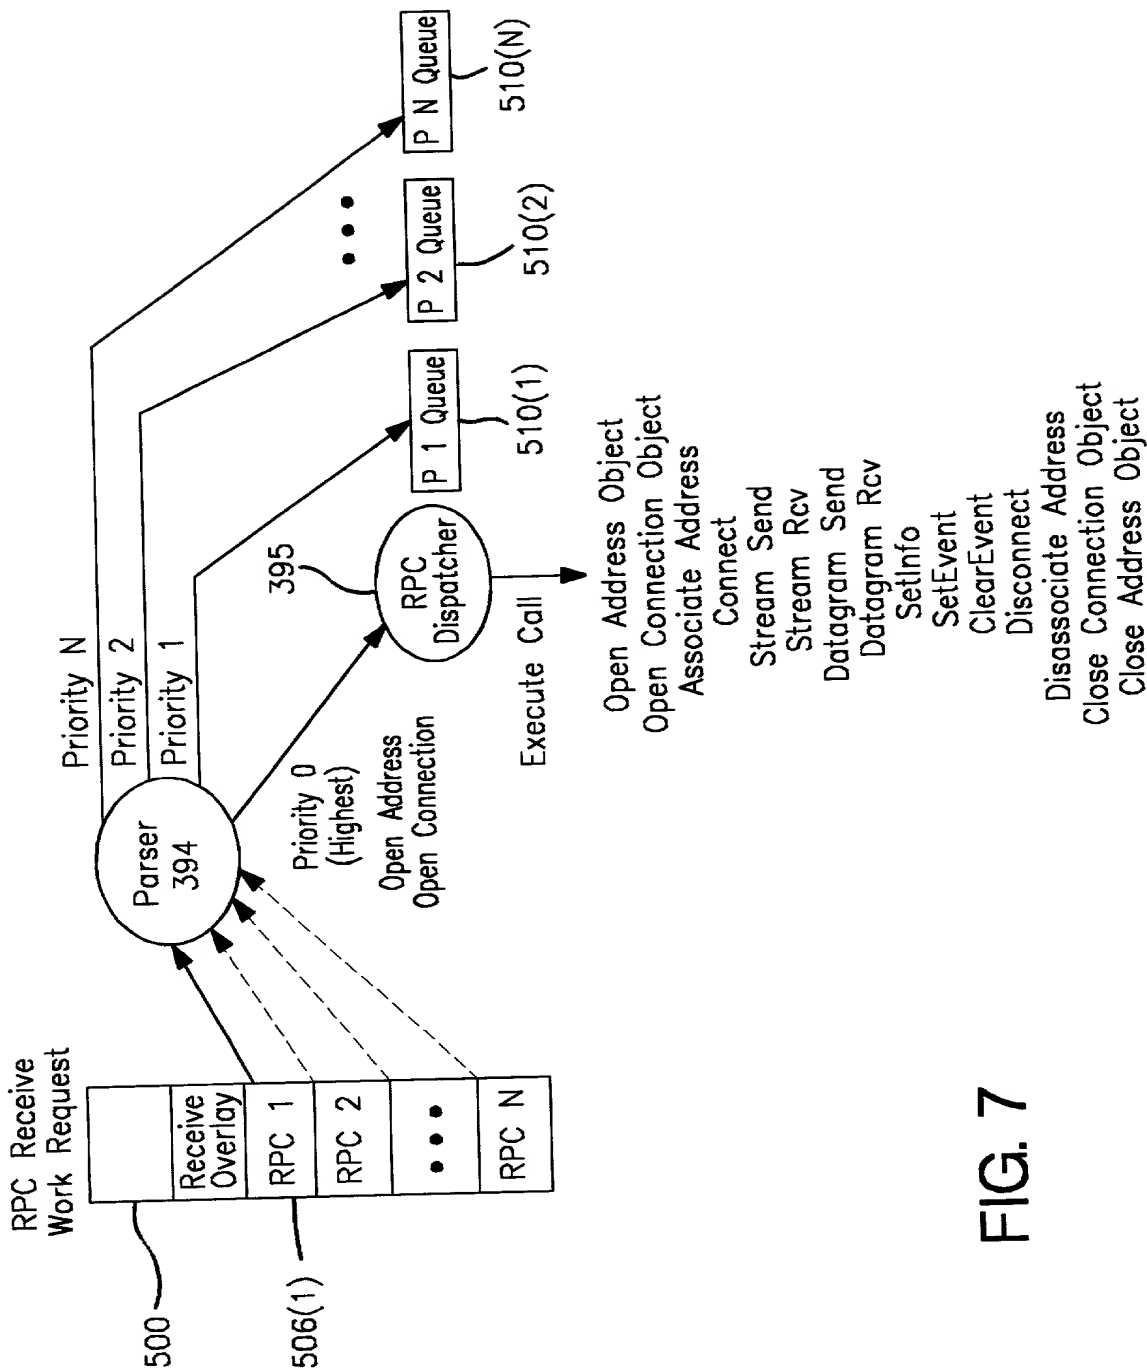 RPC Receive
Work Request
500
Receive
Overlay
506(1)
RPC 1
RPC 2
•••
RPC N
Parser
394
Priority N
Priority 2
Priority 1
Priority 0
(Highest)
Open Address
Open Connection
395
RPC
Dispatcher
P 1 Queue
510(1)
P 2 Queue
510(2)
•••
P N Queue
510(N)
Execute Call
Open Address Object
Open Connection Object
Associate Address
Connect
Stream Send
Stream Rcv
Datagram Send
Datagram Rcv
SetInfo
SetEvent
ClearEvent
Disconnect
Disassociate Address
Close Connection Object
Close Address Object
FIG. 7